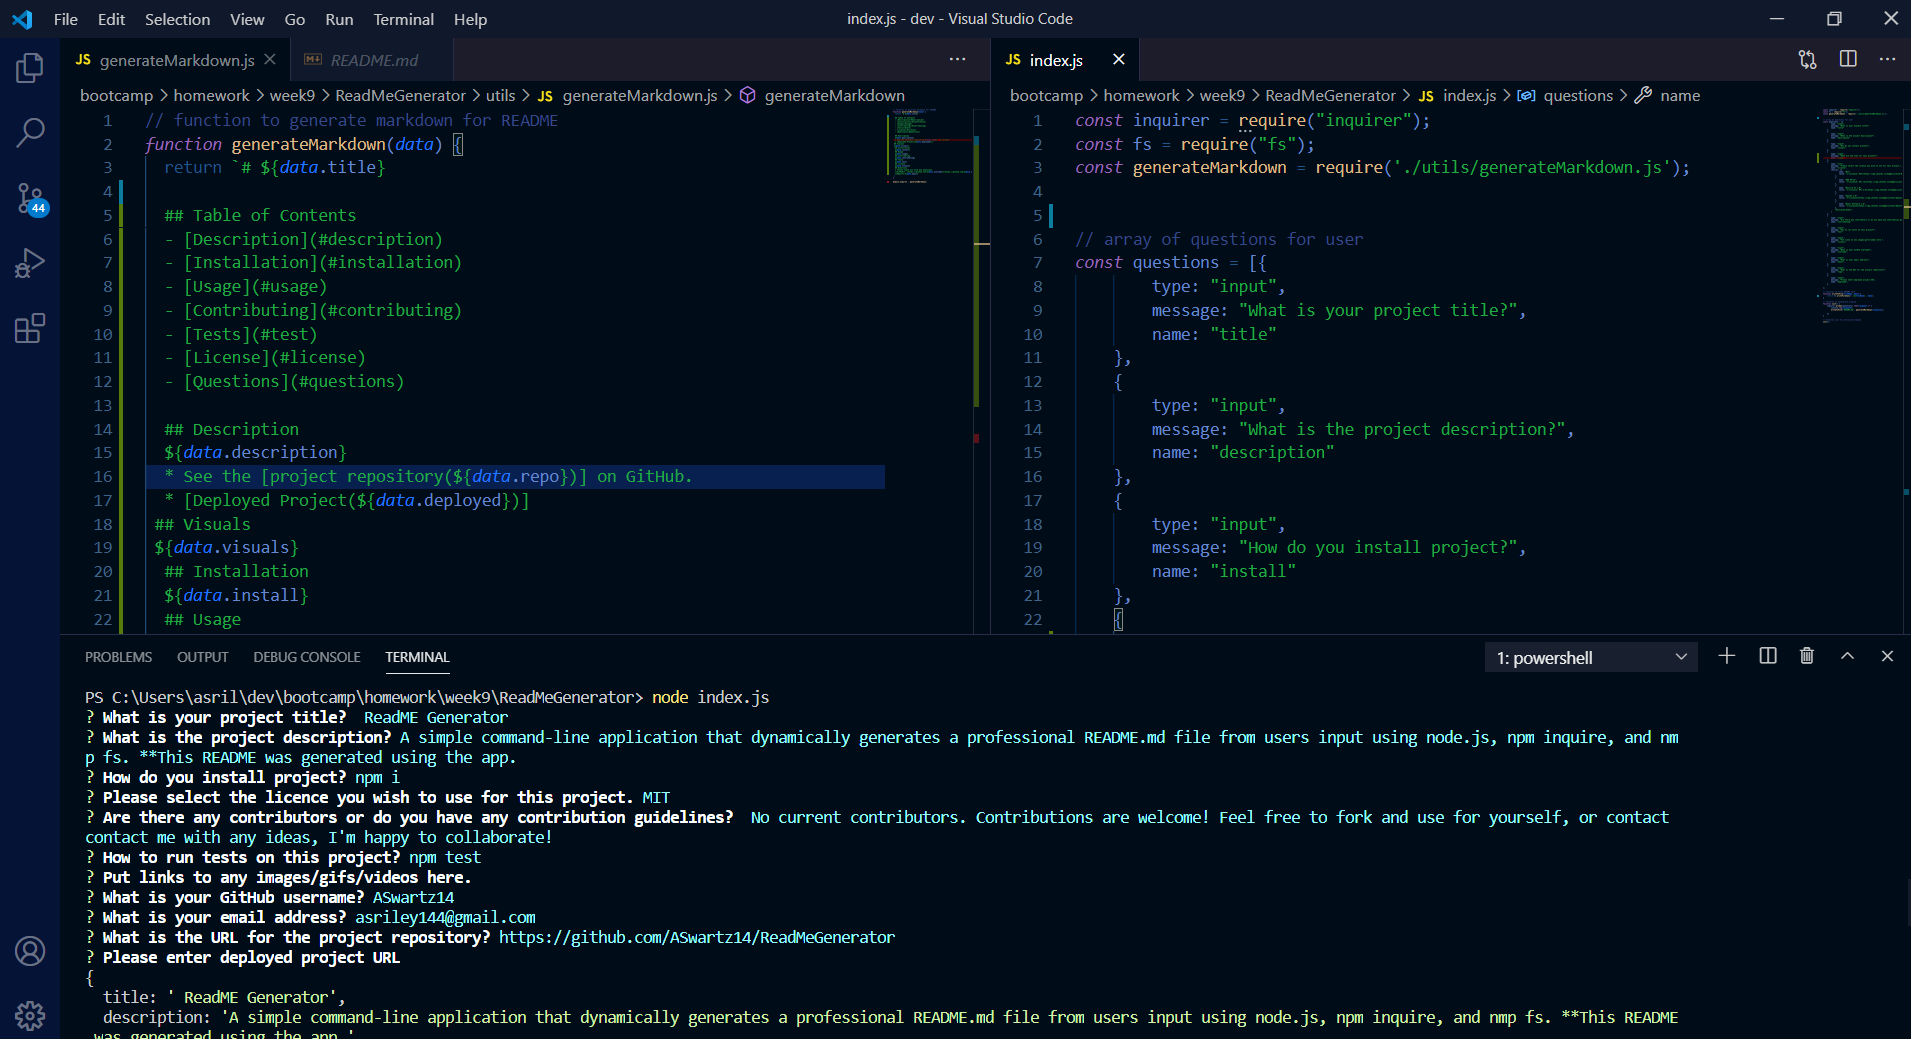 File Edit Selection View Go Run Terminal Help
index.js - dev - Visual Studio Code
JS generateMarkdown.js
README.md
JS index.js
bootcamp > homework > week9 > ReadMeGenerator > utils > JS generateMarkdown.js > generateMarkdown
1 // function to generate markdown for README
2 function generateMarkdown(data) {
3 return `# ${data.title}
4
5 ## Table of Contents
6 - [Description](#description)
7 - [Installation](#installation)
8 - [Usage](#usage)
9 - [Contributing](#contributing)
10 - [Tests](#test)
11 - [License](#license)
12 - [Questions](#questions)
13
14 ## Description
15 ${data.description}
16 * See the [project repository(${data.repo})] on GitHub.
17 * [Deployed Project(${data.deployed})]
18 ## Visuals
19 ${data.visuals}
20 ## Installation
21 ${data.install}
22 ## Usage
bootcamp > homework > week9 > ReadMeGenerator > JS index.js > questions > name
1 const inquirer = require("inquirer");
2 const fs = require("fs");
3 const generateMarkdown = require('./utils/generateMarkdown.js');
4
5
6 // array of questions for user
7 const questions = [{
8 type: "input",
9 message: "What is your project title?",
10 name: "title"
11 },
12 {
13 type: "input",
14 message: "What is the project description?",
15 name: "description"
16 },
17 {
18 type: "input",
19 message: "How do you install project?",
20 name: "install"
21 },
22 {
44
PROBLEMS OUTPUT DEBUG CONSOLE TERMINAL
1: powershell
PS C:\Users\asril\dev\bootcamp\homework\week9\ReadMeGenerator> node index.js
? What is your project title?  ReadME Generator
? What is the project description? A simple command-line application that dynamically generates a professional README.md file from users input using node.js, npm inquire, and nm
p fs. **This README was generated using the app.
? How do you install project? npm i
? Please select the licence you wish to use for this project. MIT
? Are there any contributors or do you have any contribution guidelines?  No current contributors. Contributions are welcome! Feel free to fork and use for yourself, or contact
contact me with any ideas, I'm happy to collaborate!
? How to run tests on this project? npm test
? Put links to any images/gifs/videos here.
? What is your GitHub username? ASwartz14
? What is your email address? asriley144@gmail.com
? What is the URL for the project repository? https://github.com/ASwartz14/ReadMeGenerator
? Please enter deployed project URL
{
title: ' ReadME Generator',
description: 'A simple command-line application that dynamically generates a professional README.md file from users input using node.js, npm inquire, and nmp fs. **This README
was generated using the app.'